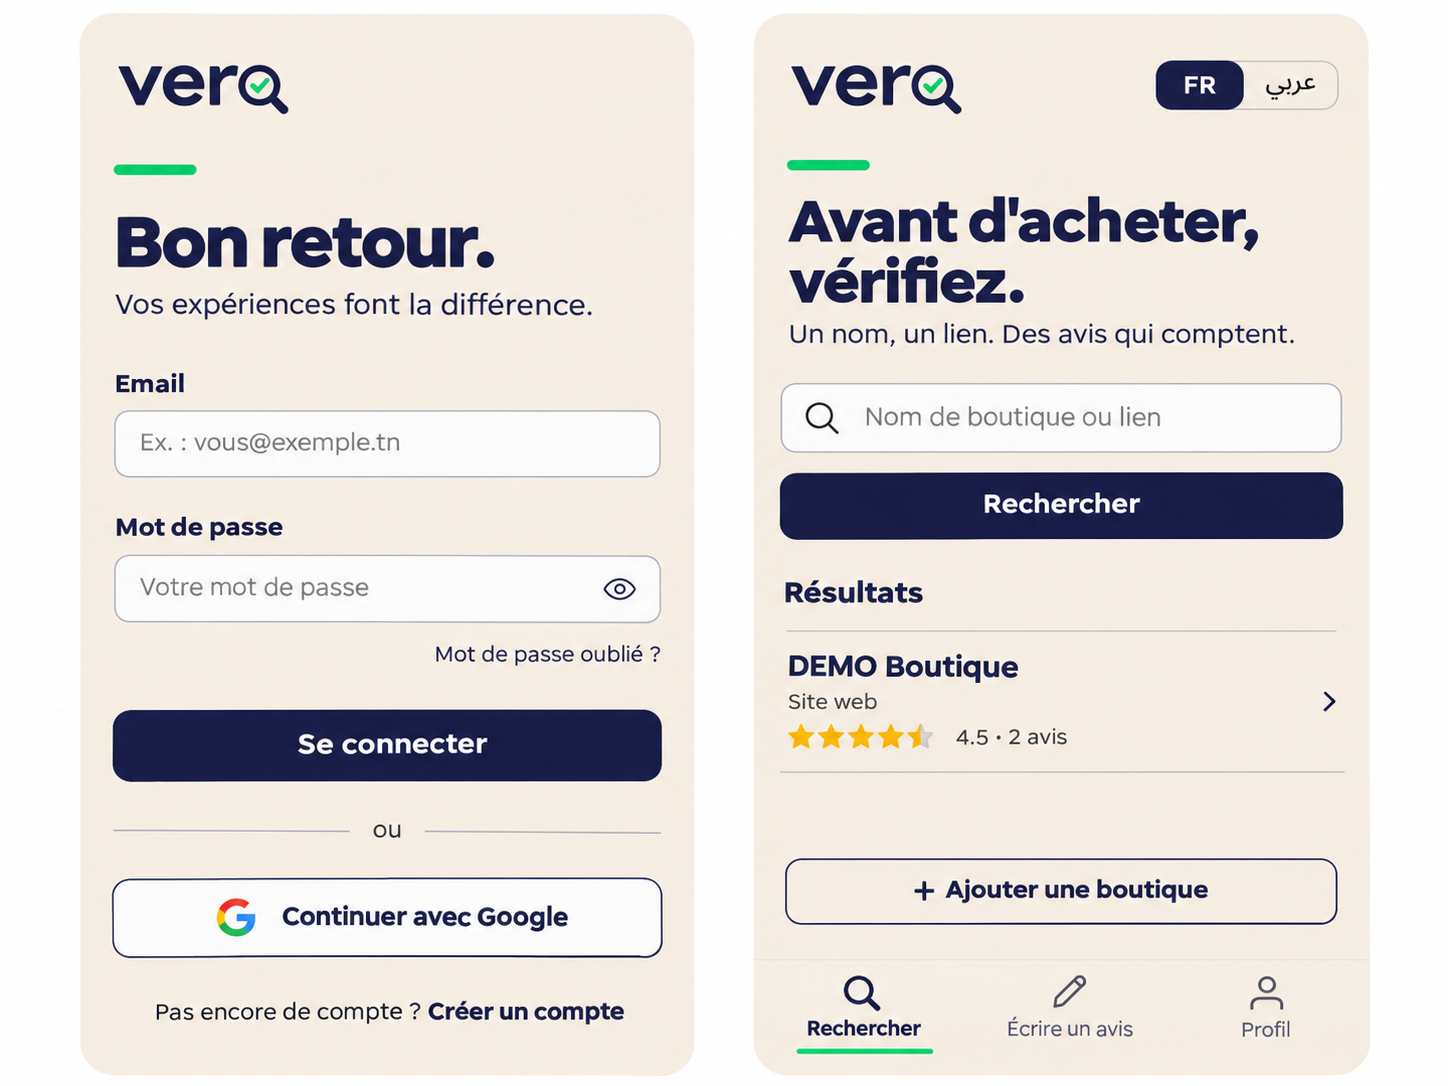 verq
Bon retour.
Vos expériences font la différence.
Email
Ex. : vous@exemple.tn
Mot de passe
Votre mot de passe
Mot de passe oublié ?
Se connecter
ou
Continuer avec Google
Pas encore de compte ? Créer un compte
verq
FR
عربي
Avant d'acheter,
vérifiez.
Un nom, un lien. Des avis qui comptent.
Nom de boutique ou lien
Rechercher
Résultats
DEMO Boutique
Site web
4.5 • 2 avis
+ Ajouter une boutique
Rechercher
Écrire un avis
Profil